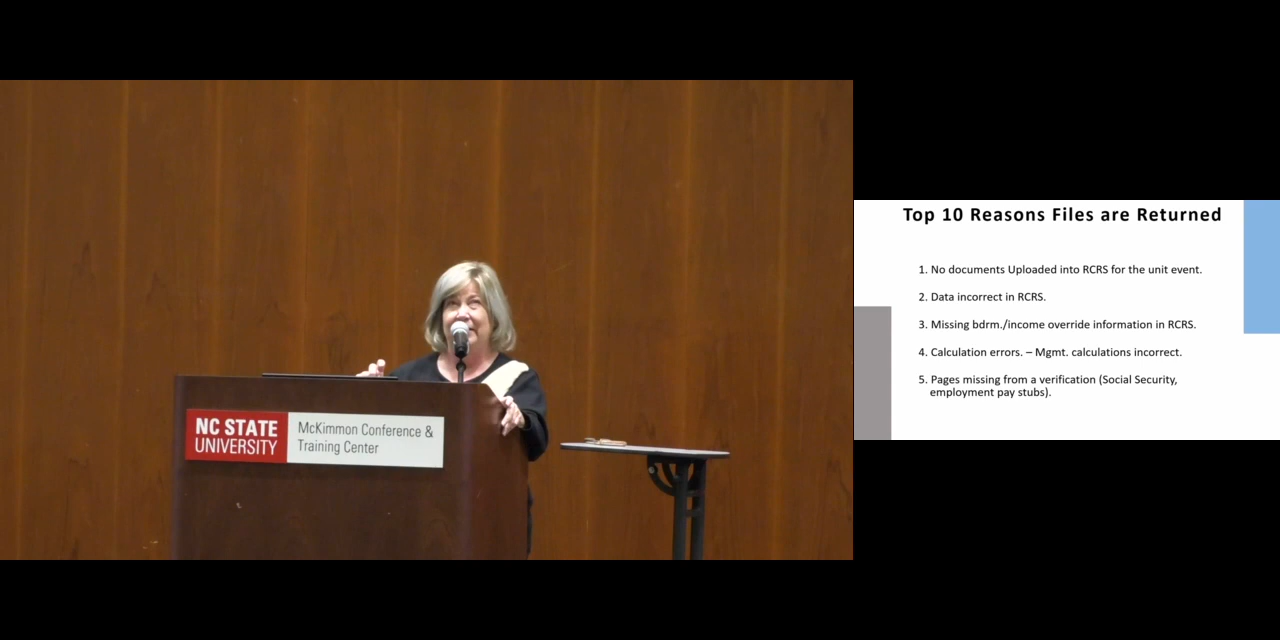 NC STATE
UNIVERSITY
McKimmon Conference &
Training Center
Top 10 Reasons Files are Returned
1. No documents Uploaded into RCRS for the unit event.
2. Data incorrect in RCRS.
3. Missing bdrm./income override information in RCRS.
4. Calculation errors. – Mgmt. calculations incorrect.
5. Pages missing from a verification (Social Security,
employment pay stubs).